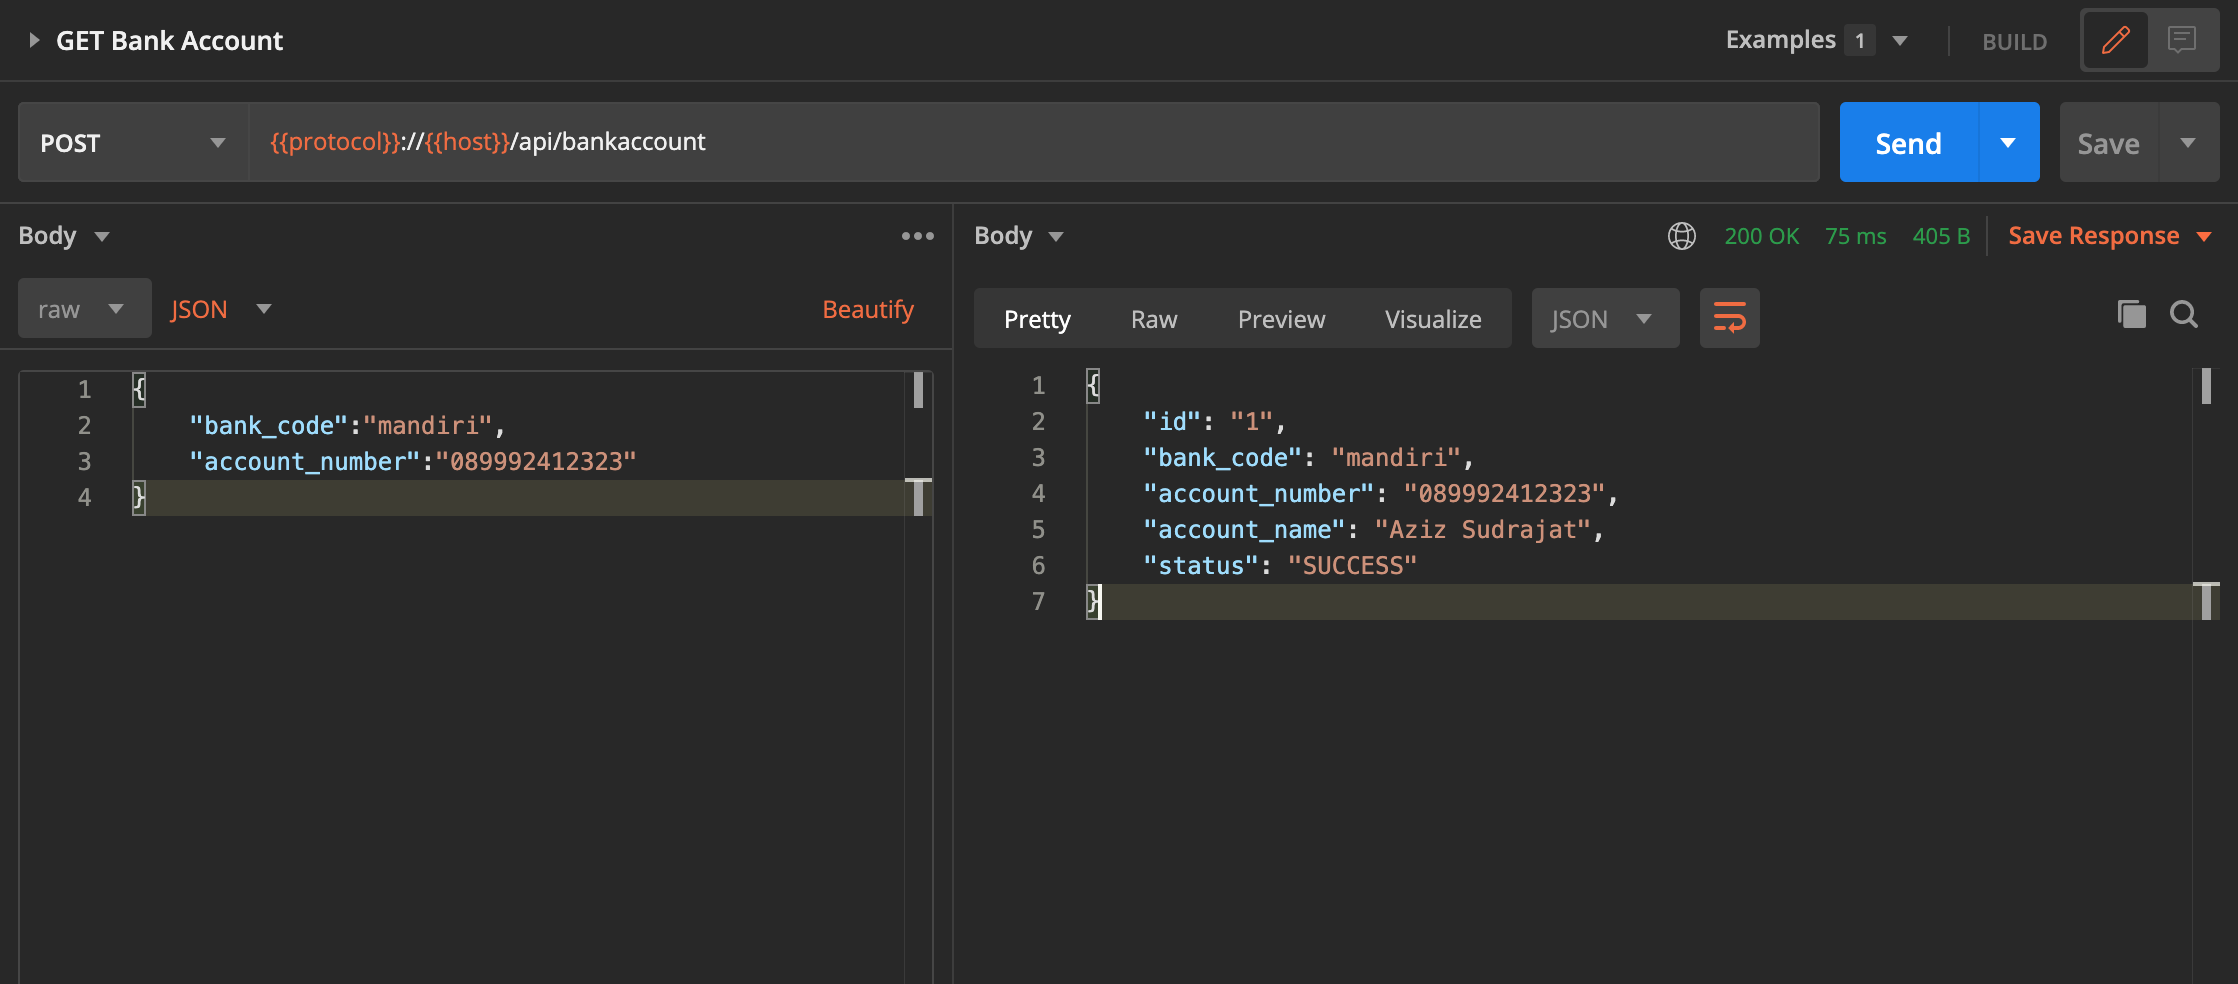 GET Bank Account
Examples 1
BUILD
POST
{{protocol}}://{{host}}/api/bankaccount
Send
Save
Body
raw
JSON
Beautify
1 {
2 "bank_code":"mandiri",
3 "account_number":"089992412323"
4 }
Body
200 OK 75 ms 405 B
Save Response
Pretty Raw Preview Visualize
JSON
1 {
2 "id": "1",
3 "bank_code": "mandiri",
4 "account_number": "089992412323",
5 "account_name": "Aziz Sudrajat",
6 "status": "SUCCESS"
7 }